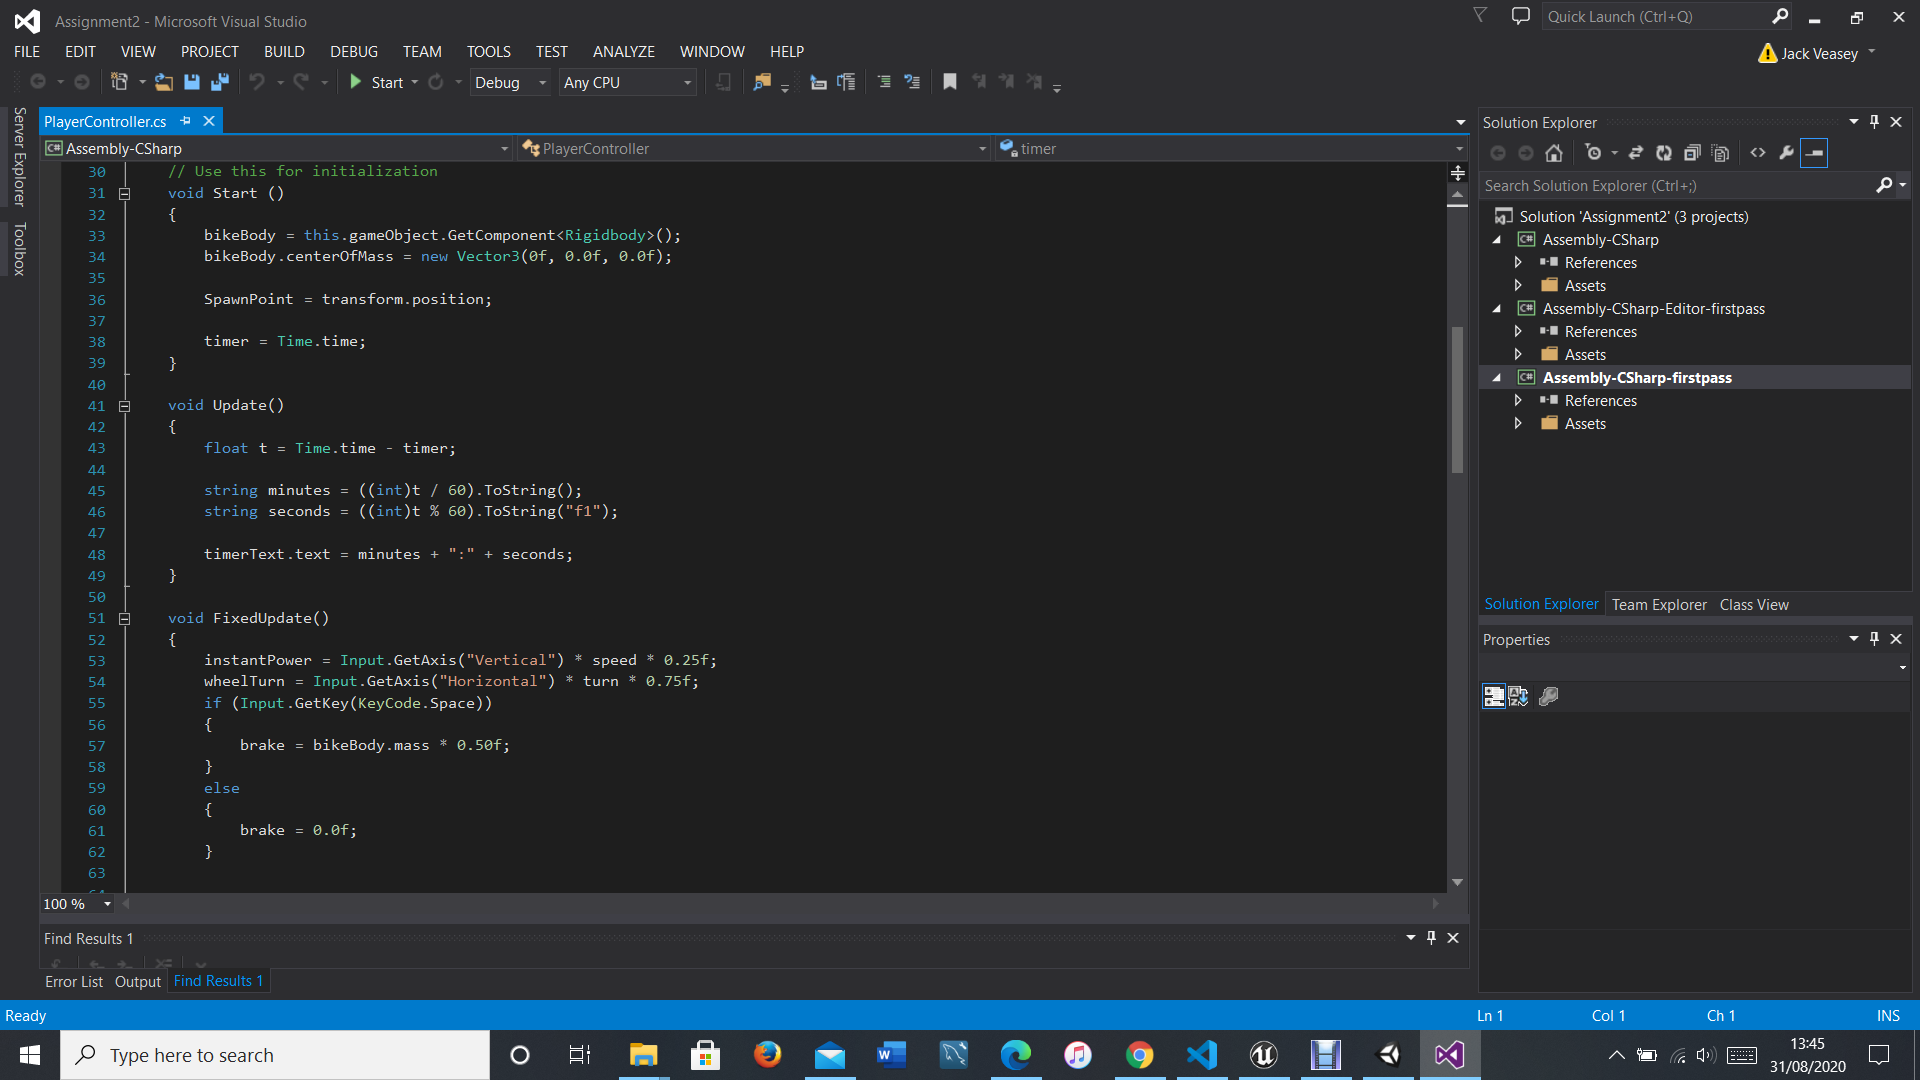 Assignment2 - Microsoft Visual Studio
Quick Launch (Ctrl+Q)
FILE EDIT VIEW PROJECT BUILD DEBUG TEAM TOOLS TEST ANALYZE WINDOW HELP
Jack Veasey
Start Debug Any CPU
Server Explorer
Toolbox
PlayerController.cs
Assembly-CSharp PlayerController timer
30 // Use this for initialization
31 void Start ()
32 {
33 bikeBody = this.gameObject.GetComponent<Rigidbody>();
34 bikeBody.centerOfMass = new Vector3(0f, 0.0f, 0.0f);
35
36 SpawnPoint = transform.position;
37
38 timer = Time.time;
39 }
40
41 void Update()
42 {
43 float t = Time.time - timer;
44
45 string minutes = ((int)t / 60).ToString();
46 string seconds = ((int)t % 60).ToString("f1");
47
48 timerText.text = minutes + ":" + seconds;
49 }
50
51 void FixedUpdate()
52 {
53 instantPower = Input.GetAxis("Vertical") * speed * 0.25f;
54 wheelTurn = Input.GetAxis("Horizontal") * turn * 0.75f;
55 if (Input.GetKey(KeyCode.Space))
56 {
57 brake = bikeBody.mass * 0.50f;
58 }
59 else
60 {
61 brake = 0.0f;
62 }
63
100 %
Find Results 1
Error List Output Find Results 1
Solution Explorer
Search Solution Explorer (Ctrl+;)
Solution 'Assignment2' (3 projects)
Assembly-CSharp
References
Assets
Assembly-CSharp-Editor-firstpass
References
Assets
Assembly-CSharp-firstpass
References
Assets
Solution Explorer Team Explorer Class View
Properties
Ready Ln 1 Col 1 Ch 1 INS
Type here to search
13:45
31/08/2020